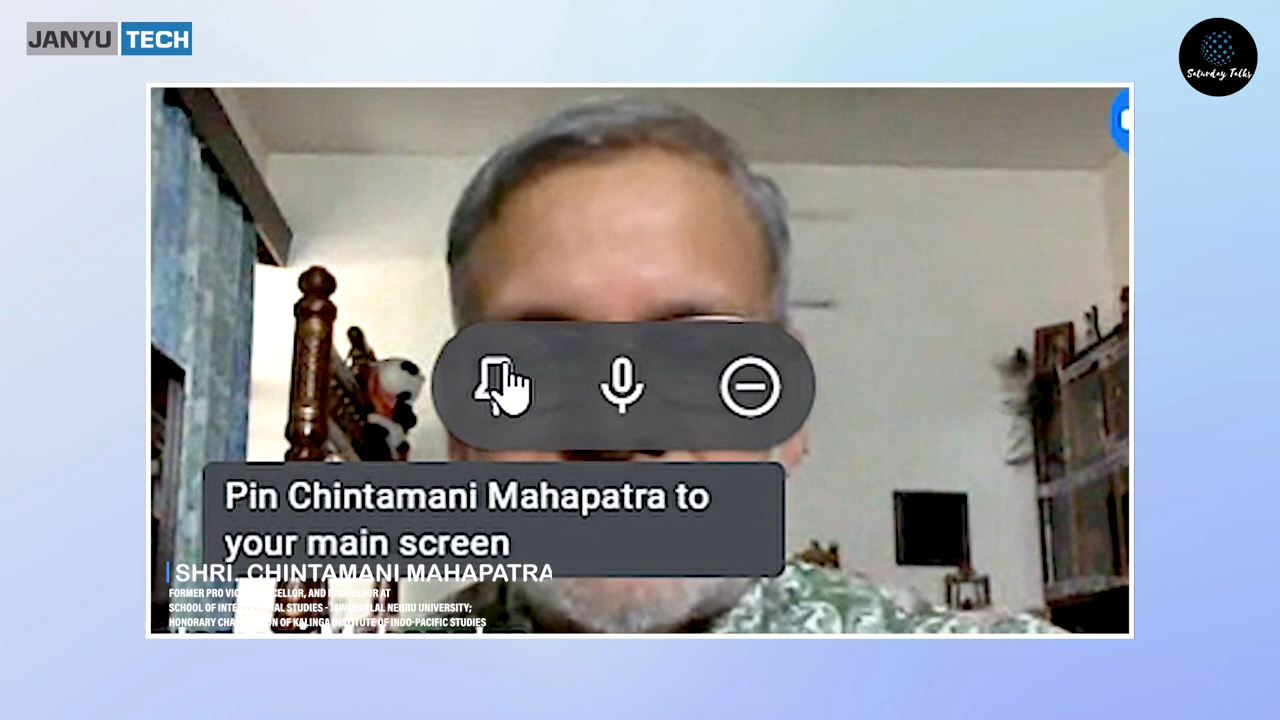 JANYU TECH
Saturday Talks
Pin Chintamani Mahapatra to
your main screen
SHRI. CHINTAMANI MAHAPATRA
FORMER PRO VICE CHANCELLOR, AND PROFESSOR AT
SCHOOL OF INTERNATIONAL STUDIES - JAWAHARLAL NEHRU UNIVERSITY;
HONORARY CHAIRPERSON OF KALINGA INSTITUTE OF INDO-PACIFIC STUDIES